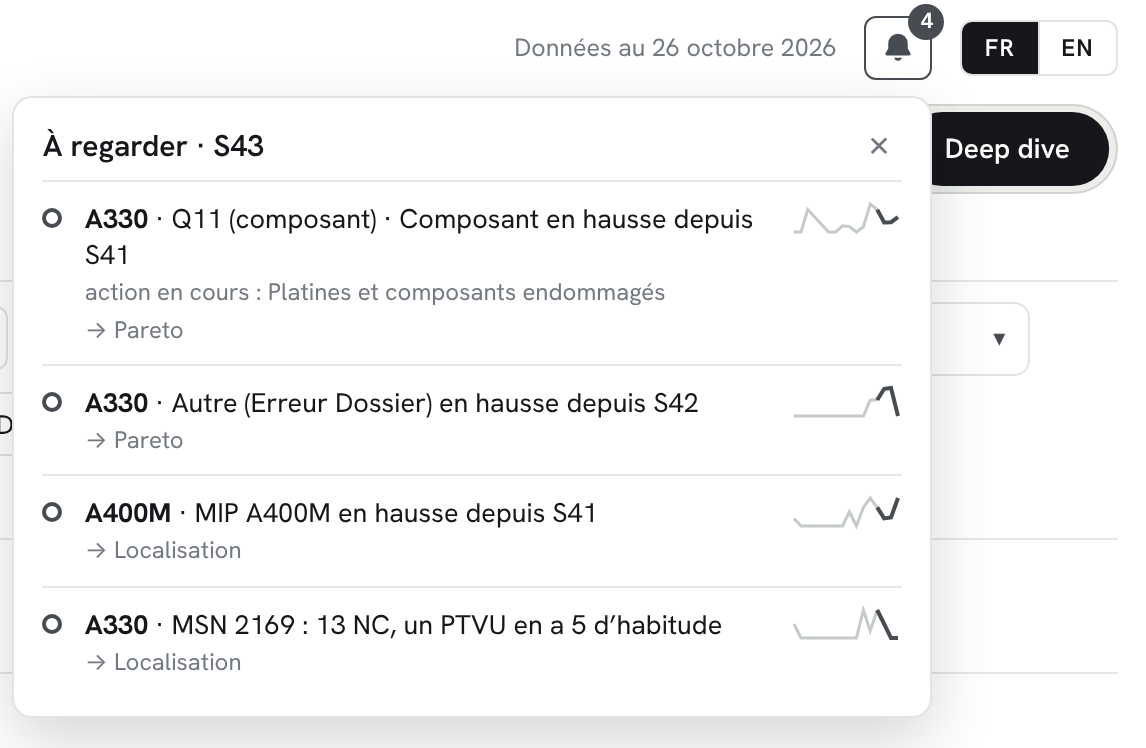 Données au 26 octobre 2026
4
FR
EN
Deep dive
À regarder · S43
×
A330 · Q11 (composant) · Composant en hausse depuis
S41
action en cours : Platines et composants endommagés
→ Pareto
A330 · Autre (Erreur Dossier) en hausse depuis S42
→ Pareto
A400M · MIP A400M en hausse depuis S41
→ Localisation
A330 · MSN 2169 : 13 NC, un PTVU en a 5 d’habitude
→ Localisation